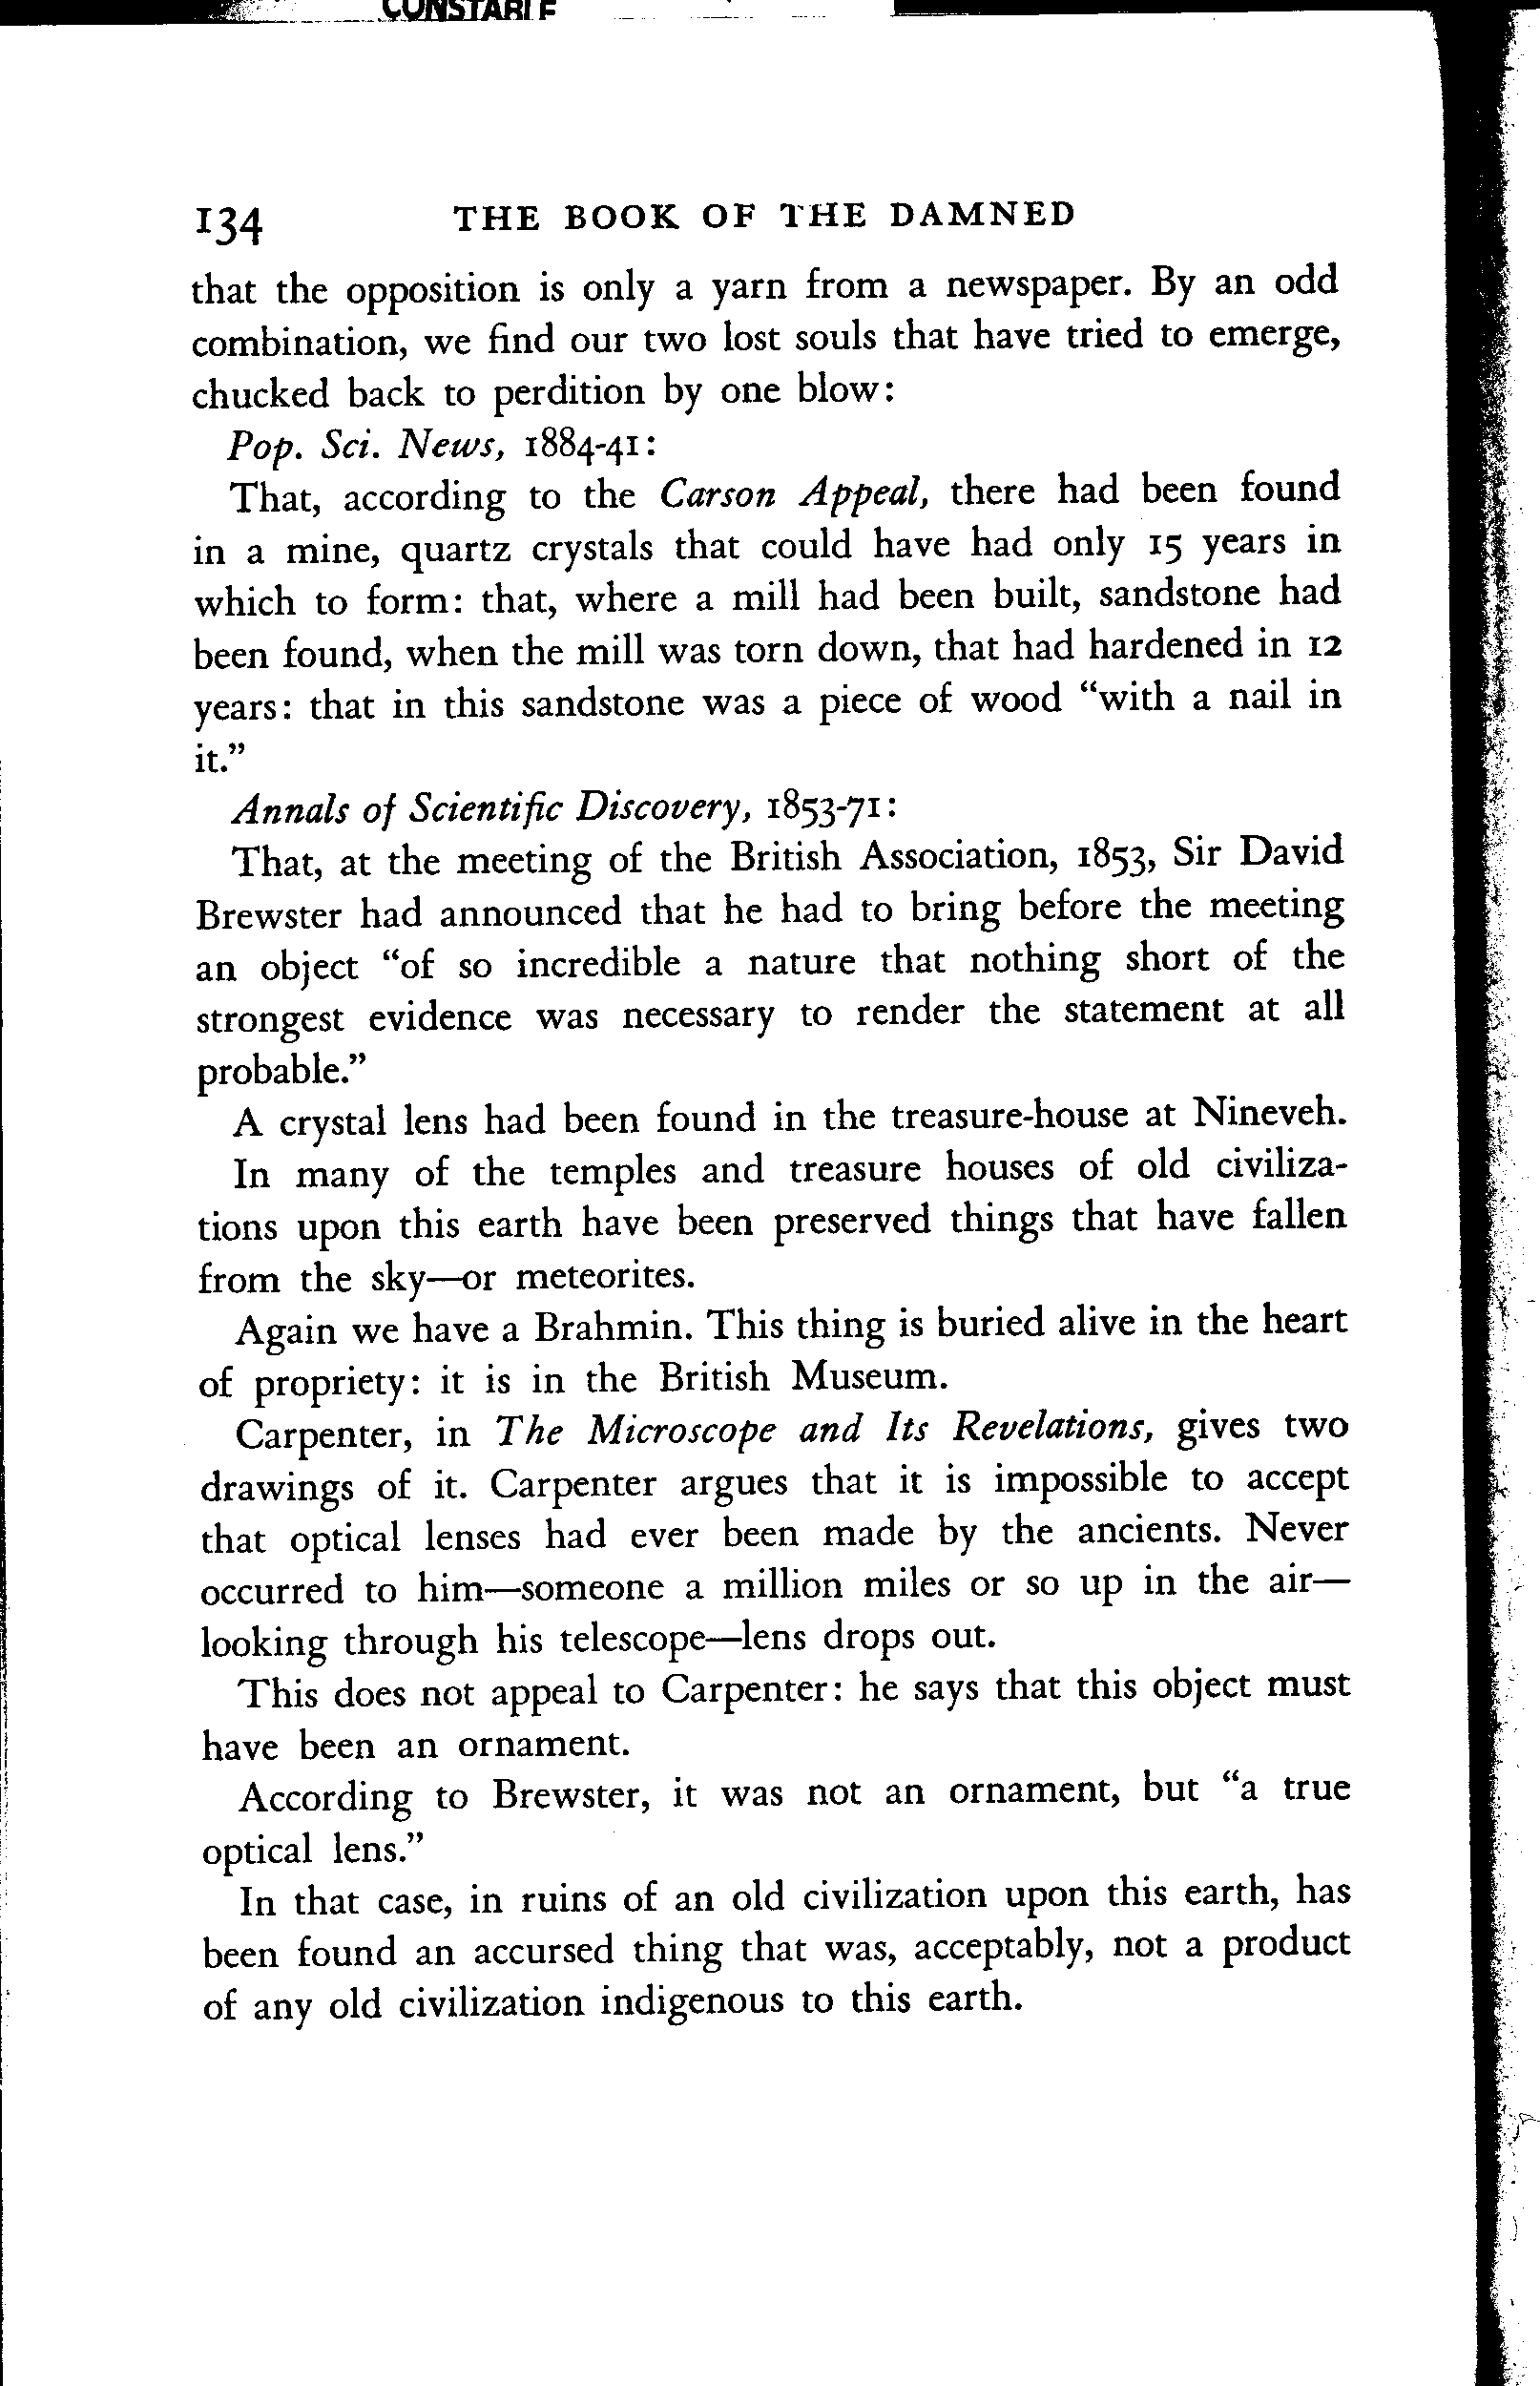 134 THE BOOK OF THE DAMNED
that the opposition is only a yarn from a newspaper. By an odd
combination, we find our two lost souls that have tried to emerge,
chucked back to perdition by one blow:
Pop. Sci. News, 1884-41:
That, according to the Carson Appeal, there had been found
in a mine, quartz crystals that could have had only 15 years in
which to form: that, where a mill had been built, sandstone had
been found, when the mill was torn down, that had hardened in 12
years: that in this sandstone was a piece of wood “with a nail in
it.”
Annals of Scientific Discovery, 1853-71:
That, at the meeting of the British Association, 1853, Sir David
Brewster had announced that he had to bring before the meeting
an object “of so incredible a nature that nothing short of the
strongest evidence was necessary to render the statement at all
probable.”
A crystal lens had been found in the treasure-house at Nineveh.
In many of the temples and treasure houses of old civiliza-
tions upon this earth have been preserved things that have fallen
from the sky—or meteorites.
Again we have a Brahmin. This thing is buried alive in the heart
of propriety: it is in the British Museum.
Carpenter, in The Microscope and Its Revelations, gives two
drawings of it. Carpenter argues that it is impossible to accept
that optical lenses had ever been made by the ancients. Never
occurred to him—someone a million miles or so up in the air—
looking through his telescope—lens drops out.
This does not appeal to Carpenter: he says that this object must
have been an ornament.
According to Brewster, it was not an ornament, but “a true
optical lens.”
In that case, in ruins of an old civilization upon this earth, has
been found an accursed thing that was, acceptably, not a product
of any old civilization indigenous to this earth.